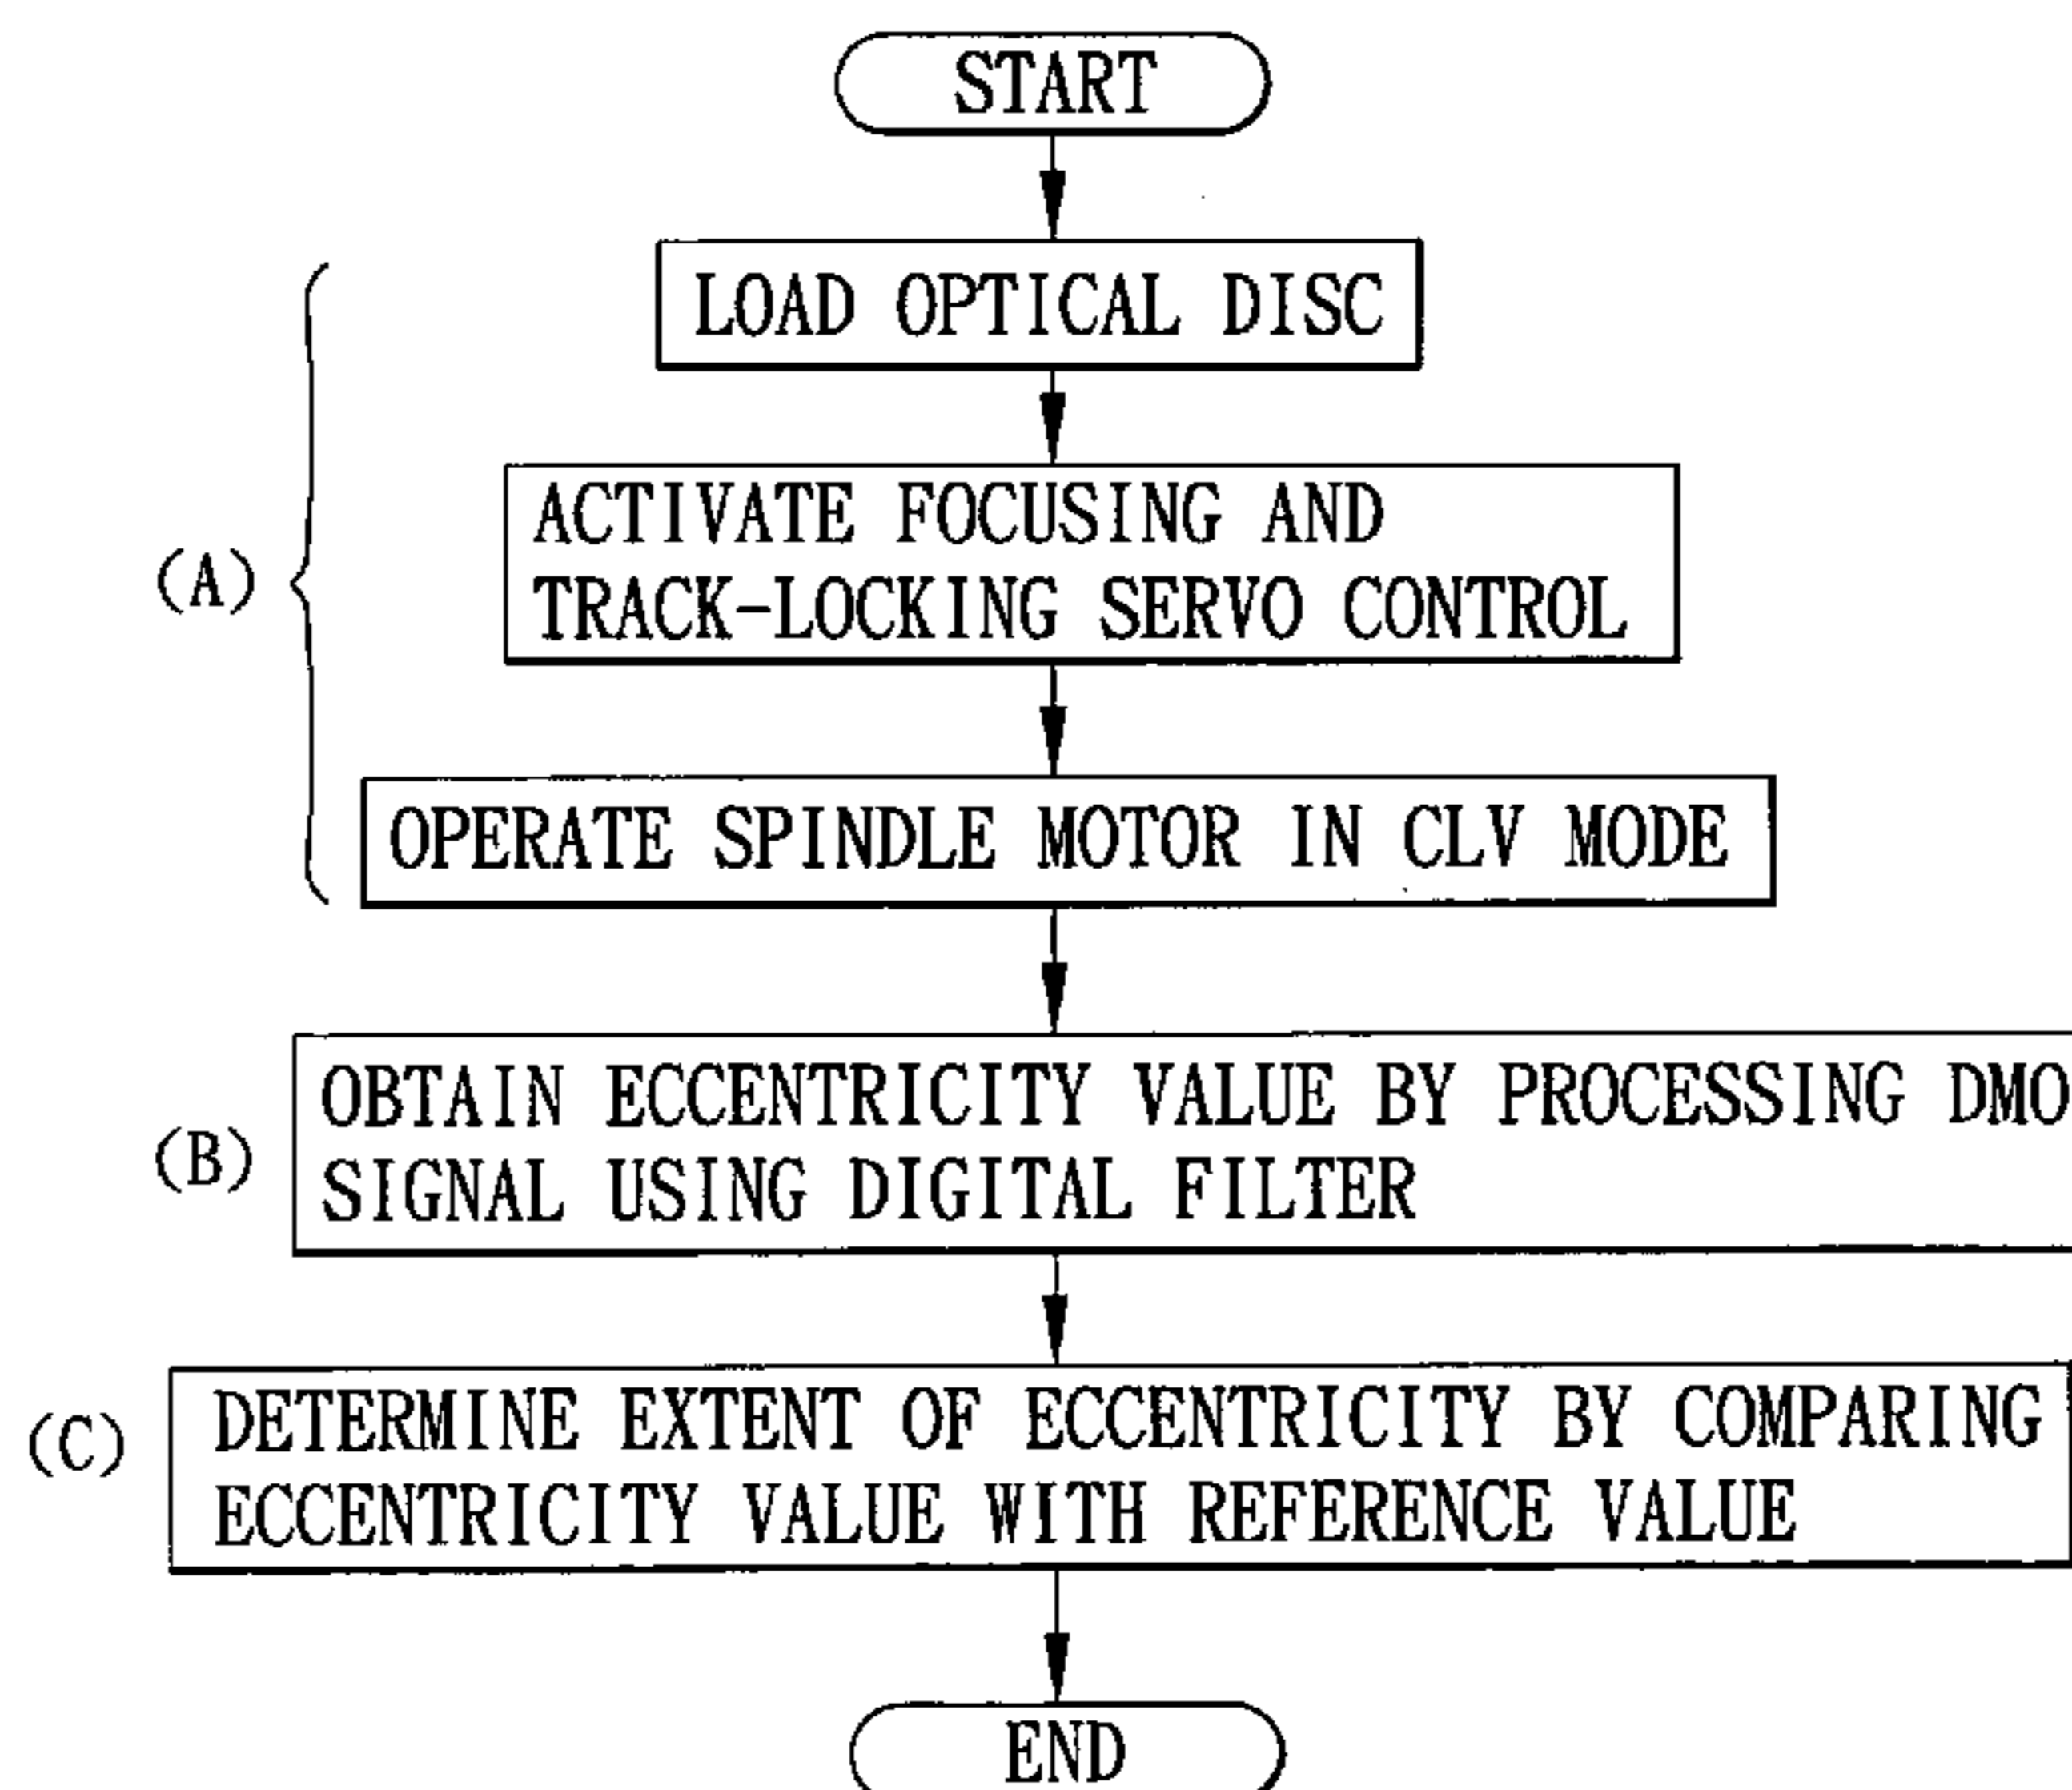 START
LOAD OPTICAL DISC
ACTIVATE FOCUSING AND
TRACK-LOCKING SERVO CONTROL
(A)
OPERATE SPINDLE MOTOR IN CLV MODE
OBTAIN ECCENTRICITY VALUE BY PROCESSING DMO
(B)
SIGNAL USING DIGITAL FILTER
DETERMINE EXTENT OF ECCENTRICITY BY COMPARING
(C)
ECCENTRICITY VALUE WITH REFERENCE VALUE
END